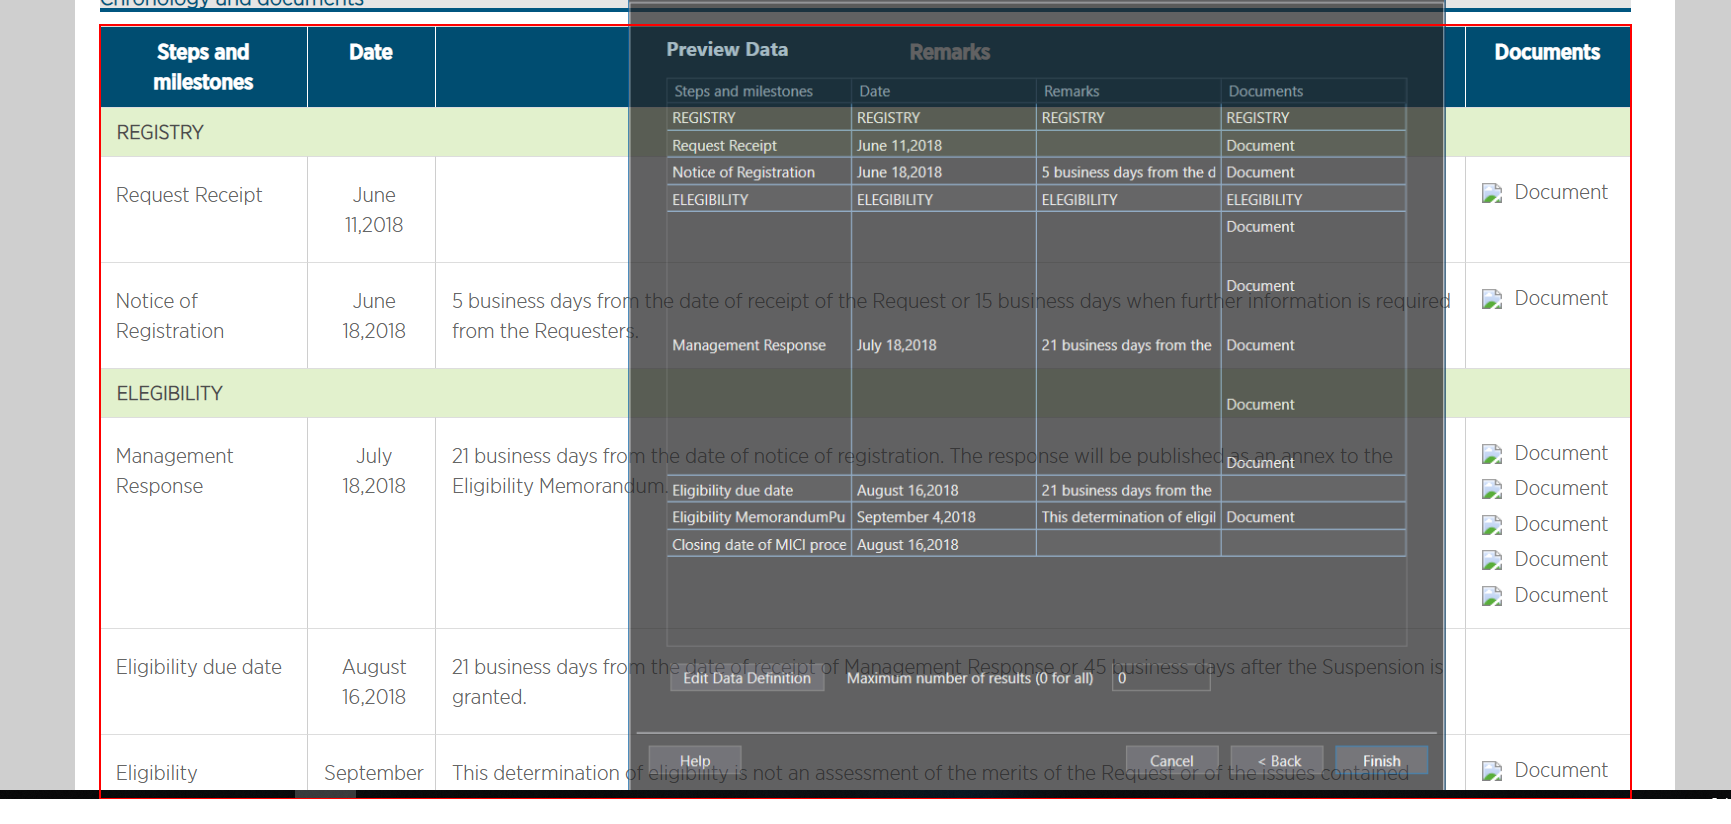 Chronology and documents
Steps and milestones
Date
Remarks
Documents
REGISTRY
Request Receipt
June 11,2018
Document
Notice of Registration
June 18,2018
5 business days from the date of receipt of the Request or 15 business days when further information is required
from the Requesters.
Document
ELEGIBILITY
Management Response
July 18,2018
21 business days from the date of notice of registration. The response will be published as an annex to the
Eligibility Memorandum.
Document
Document
Document
Document
Document
Eligibility due date
August 16,2018
21 business days from the date of receipt of Management Response or 45 business days after the Suspension is
granted.
Eligibility
September
This determination of eligibility is not an assessment of the merits of the Request or of the issues contained
Document
Preview Data
Steps and milestones Date Remarks Documents
REGISTRY REGISTRY REGISTRY REGISTRY
Request Receipt June 11,2018 Document
Notice of Registration June 18,2018 5 business days from the d Document
ELEGIBILITY ELEGIBILITY ELEGIBILITY ELEGIBILITY
Document
Document
Management Response July 18,2018 21 business days from the Document
Document
Document
Eligibility due date August 16,2018 21 business days from the
Eligibility MemorandumPu September 4,2018 This determination of eligil Document
Closing date of MICI proce August 16,2018
Edit Data Definition Maximum number of results (0 for all) 0
Help Cancel < Back Finish